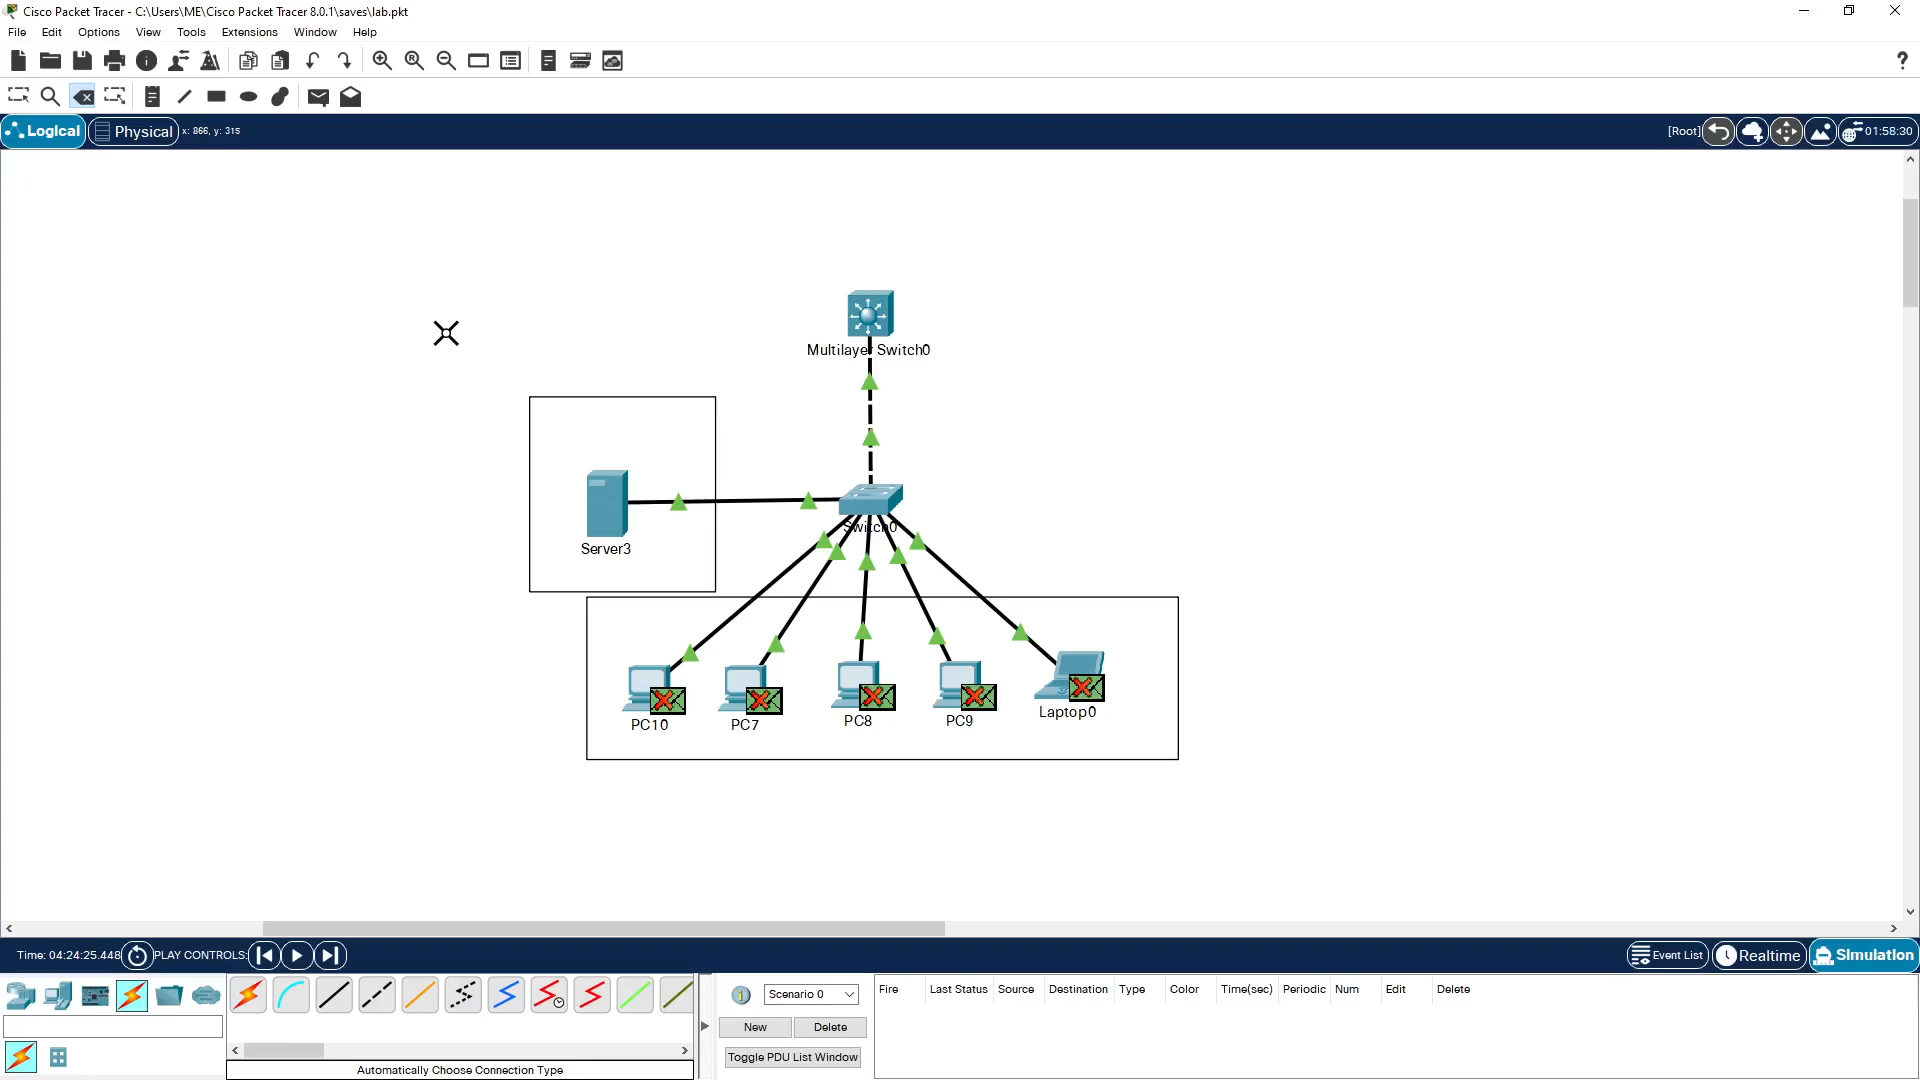 Cisco Packet Tracer - C:\Users\ME\Cisco Packet Tracer 8.0.1\saves\lab.pkt
File Edit Options View Tools Extensions Window Help
?
Logical Physical x: 866, y: 315 [Root] 01:58:30
Multilayer Switch0
Switch0
Server3
PC10 PC7 PC8 PC9 Laptop0
Time: 04:24:25.448 PLAY CONTROLS: Event List Realtime Simulation
Scenario 0
New Delete
Toggle PDU List Window
Fire Last Status Source Destination Type Color Time(sec) Periodic Num Edit Delete
Automatically Choose Connection Type